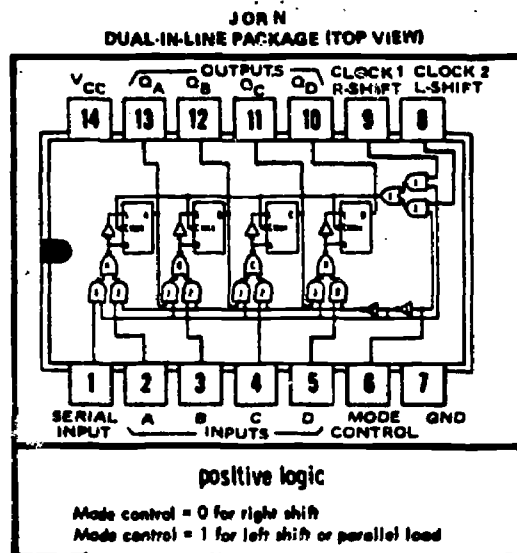 J OR N
DUAL-IN-LINE PACKAGE (TOP VIEW)
OUTPUTS CLOCK 1 CLOCK 2
VCC QA QB QC QD R-SHIFT L-SHIFT
14 13 12 11 10 9 8
1 2 3 4 5 6 7
SERIAL A B C D MODE GND
INPUT INPUTS CONTROL
positive logic
Mode control = 0 for right shift
Mode control = 1 for left shift or parallel load